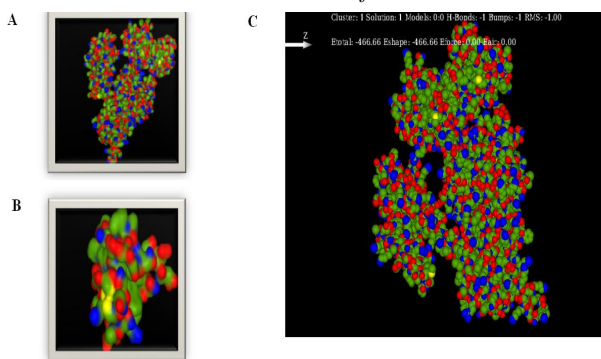 A
C
Cluster: 1 Solution: 1 Models: 0:0 H-Bonds: -1 Bumps: -1 RMS: -1.00
Z
Etotal: -466.66 Eshape: -466.66 Eforce: 0.00 Eair: 0.00
B